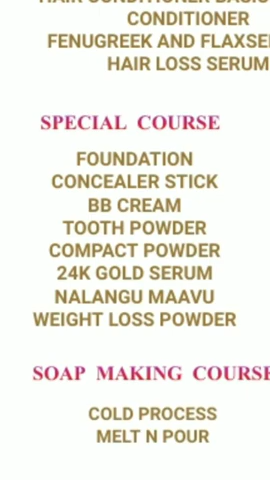 CONDITIONER
FENUGREEK AND
HAIR LOSS SERUM
SPECIAL COURSE
FOUNDATION
CONCEALER STICK
BB CREAM
TOOTH POWDER
COMPACT POWDER
24K GOLD SERUM
NALANGU MAAVU
WEIGHT LOSS POWDER
SOAP MAKING COURSE
COLD PROCESS
MELT N POUR